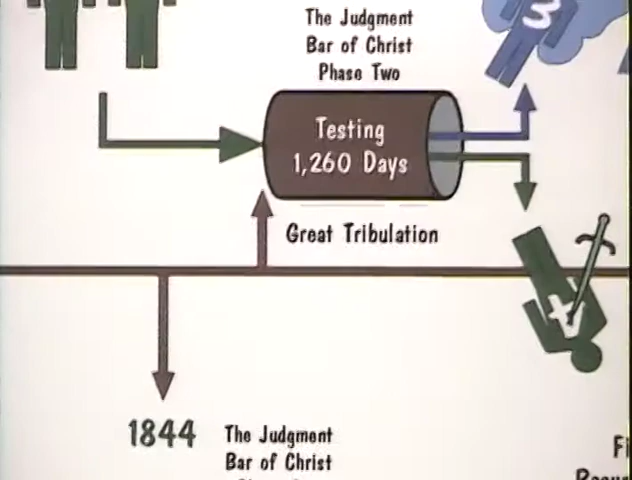 The Judgment
Bar of Christ
Phase Two
3
Testing
1,260 Days
Great Tribulation
1844
The Judgment
Bar of Christ
Fi